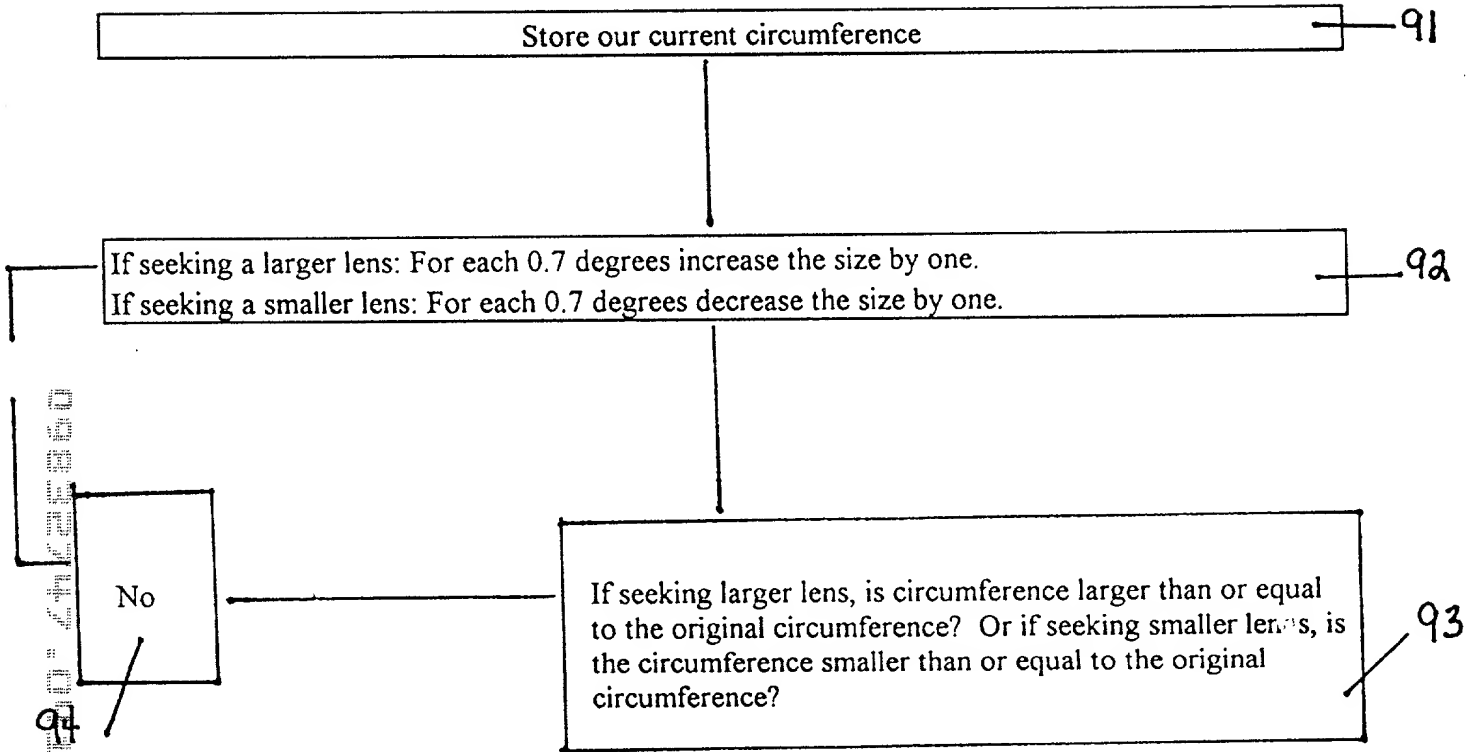 Store our current circumference
91
If seeking a larger lens: For each 0.7 degrees increase the size by one.
If seeking a smaller lens: For each 0.7 degrees decrease the size by one.
92
If seeking larger lens, is circumference larger than or equal
to the original circumference? Or if seeking smaller lens, is
the circumference smaller than or equal to the original
circumference?
93
No
94